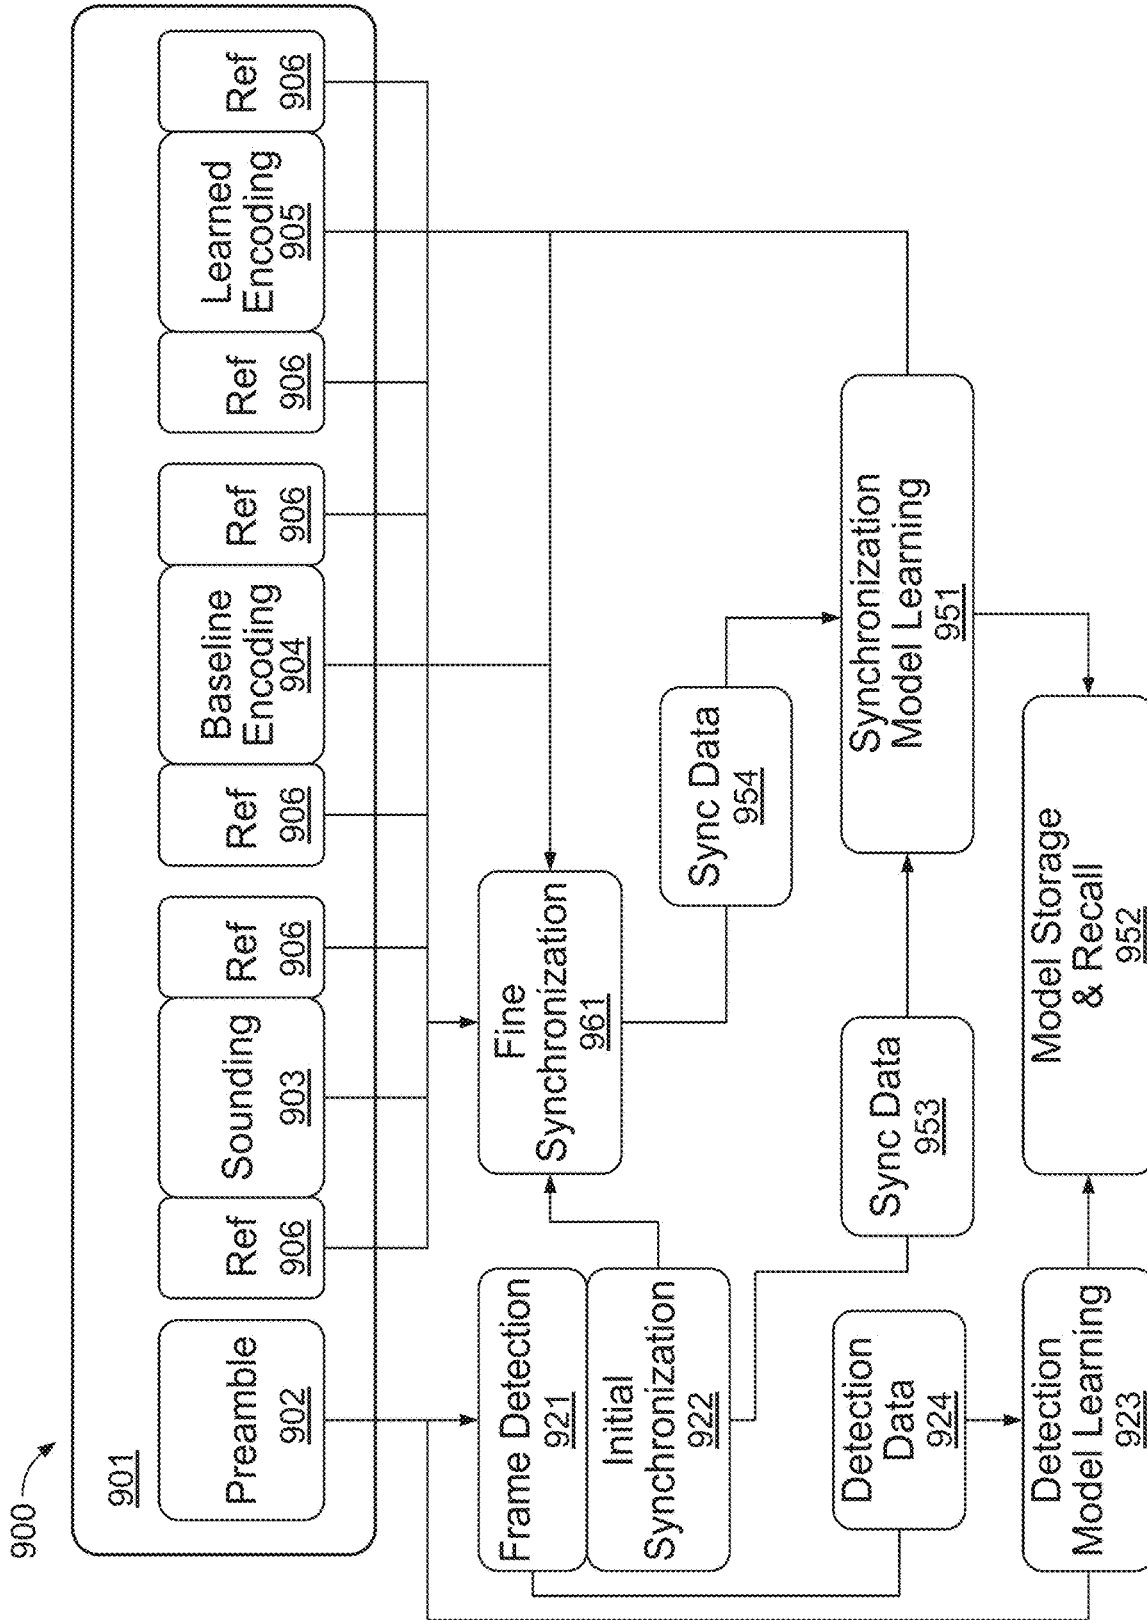 900
901
Preamble
902
Ref
906
Sounding
903
Ref
906
Ref
906
Baseline
Encoding
904
Ref
906
Ref
906
Learned
Encoding
905
Ref
906
Frame Detection
921
Initial
Synchronization
922
Fine
Synchronization
961
Sync Data
954
Detection
Data
924
Sync Data
953
Synchronization
Model Learning
951
Detection
Model Learning
923
Model Storage
& Recall
952